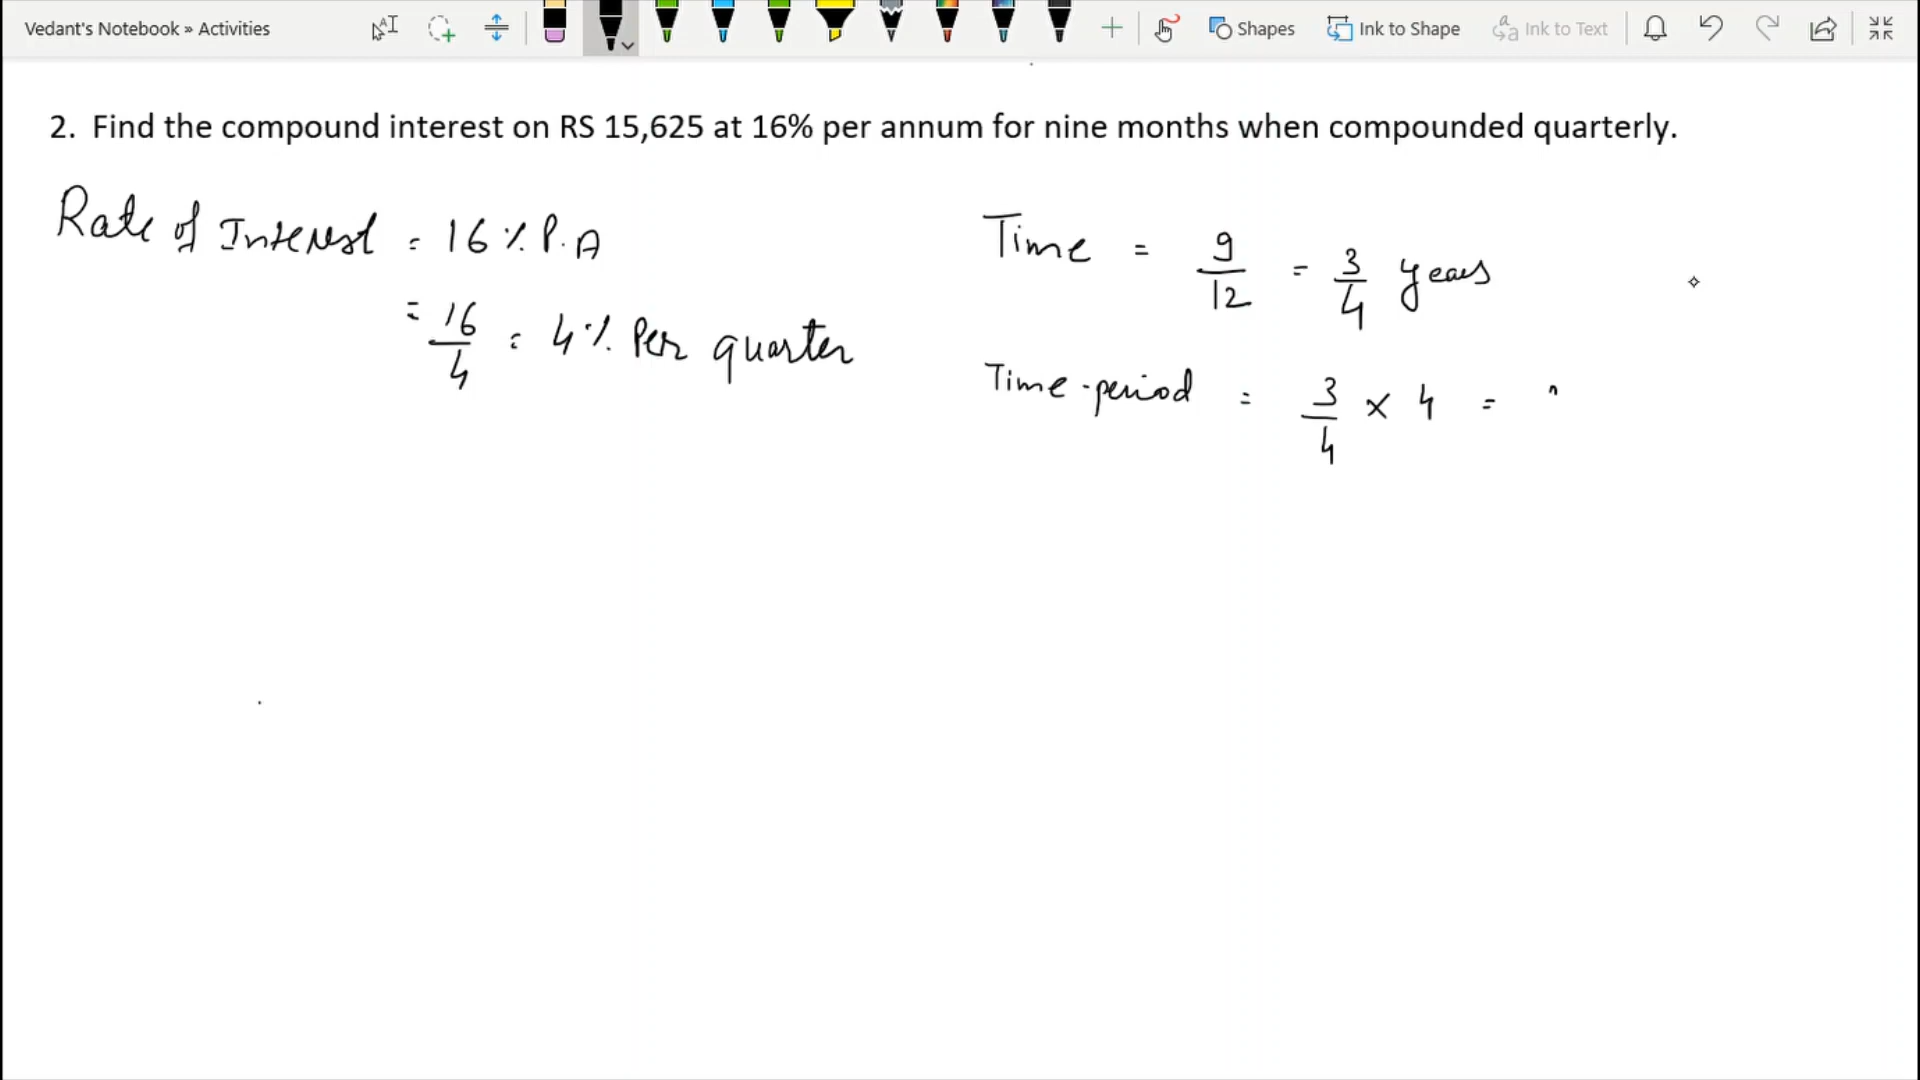 Vedant's Notebook » Activities Shapes Ink to Shape Ink to Text
2. Find the compound interest on RS 15,625 at 16% per annum for nine months when compounded quarterly.
Rate of Interest = 16 % P.A
= 16/4 = 4 % Per quarter
Time = 9/12 = 3/4 years
Time-period = 3/4 × 4 =